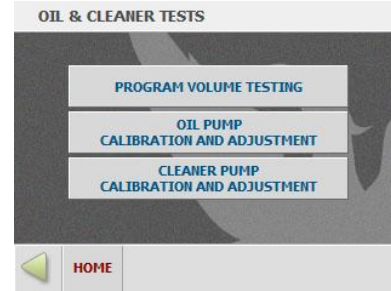 OIL & CLEANER TESTS
PROGRAM VOLUME TESTING
OIL PUMP
CALIBRATION AND ADJUSTMENT
CLEANER PUMP
CALIBRATION AND ADJUSTMENT
HOME